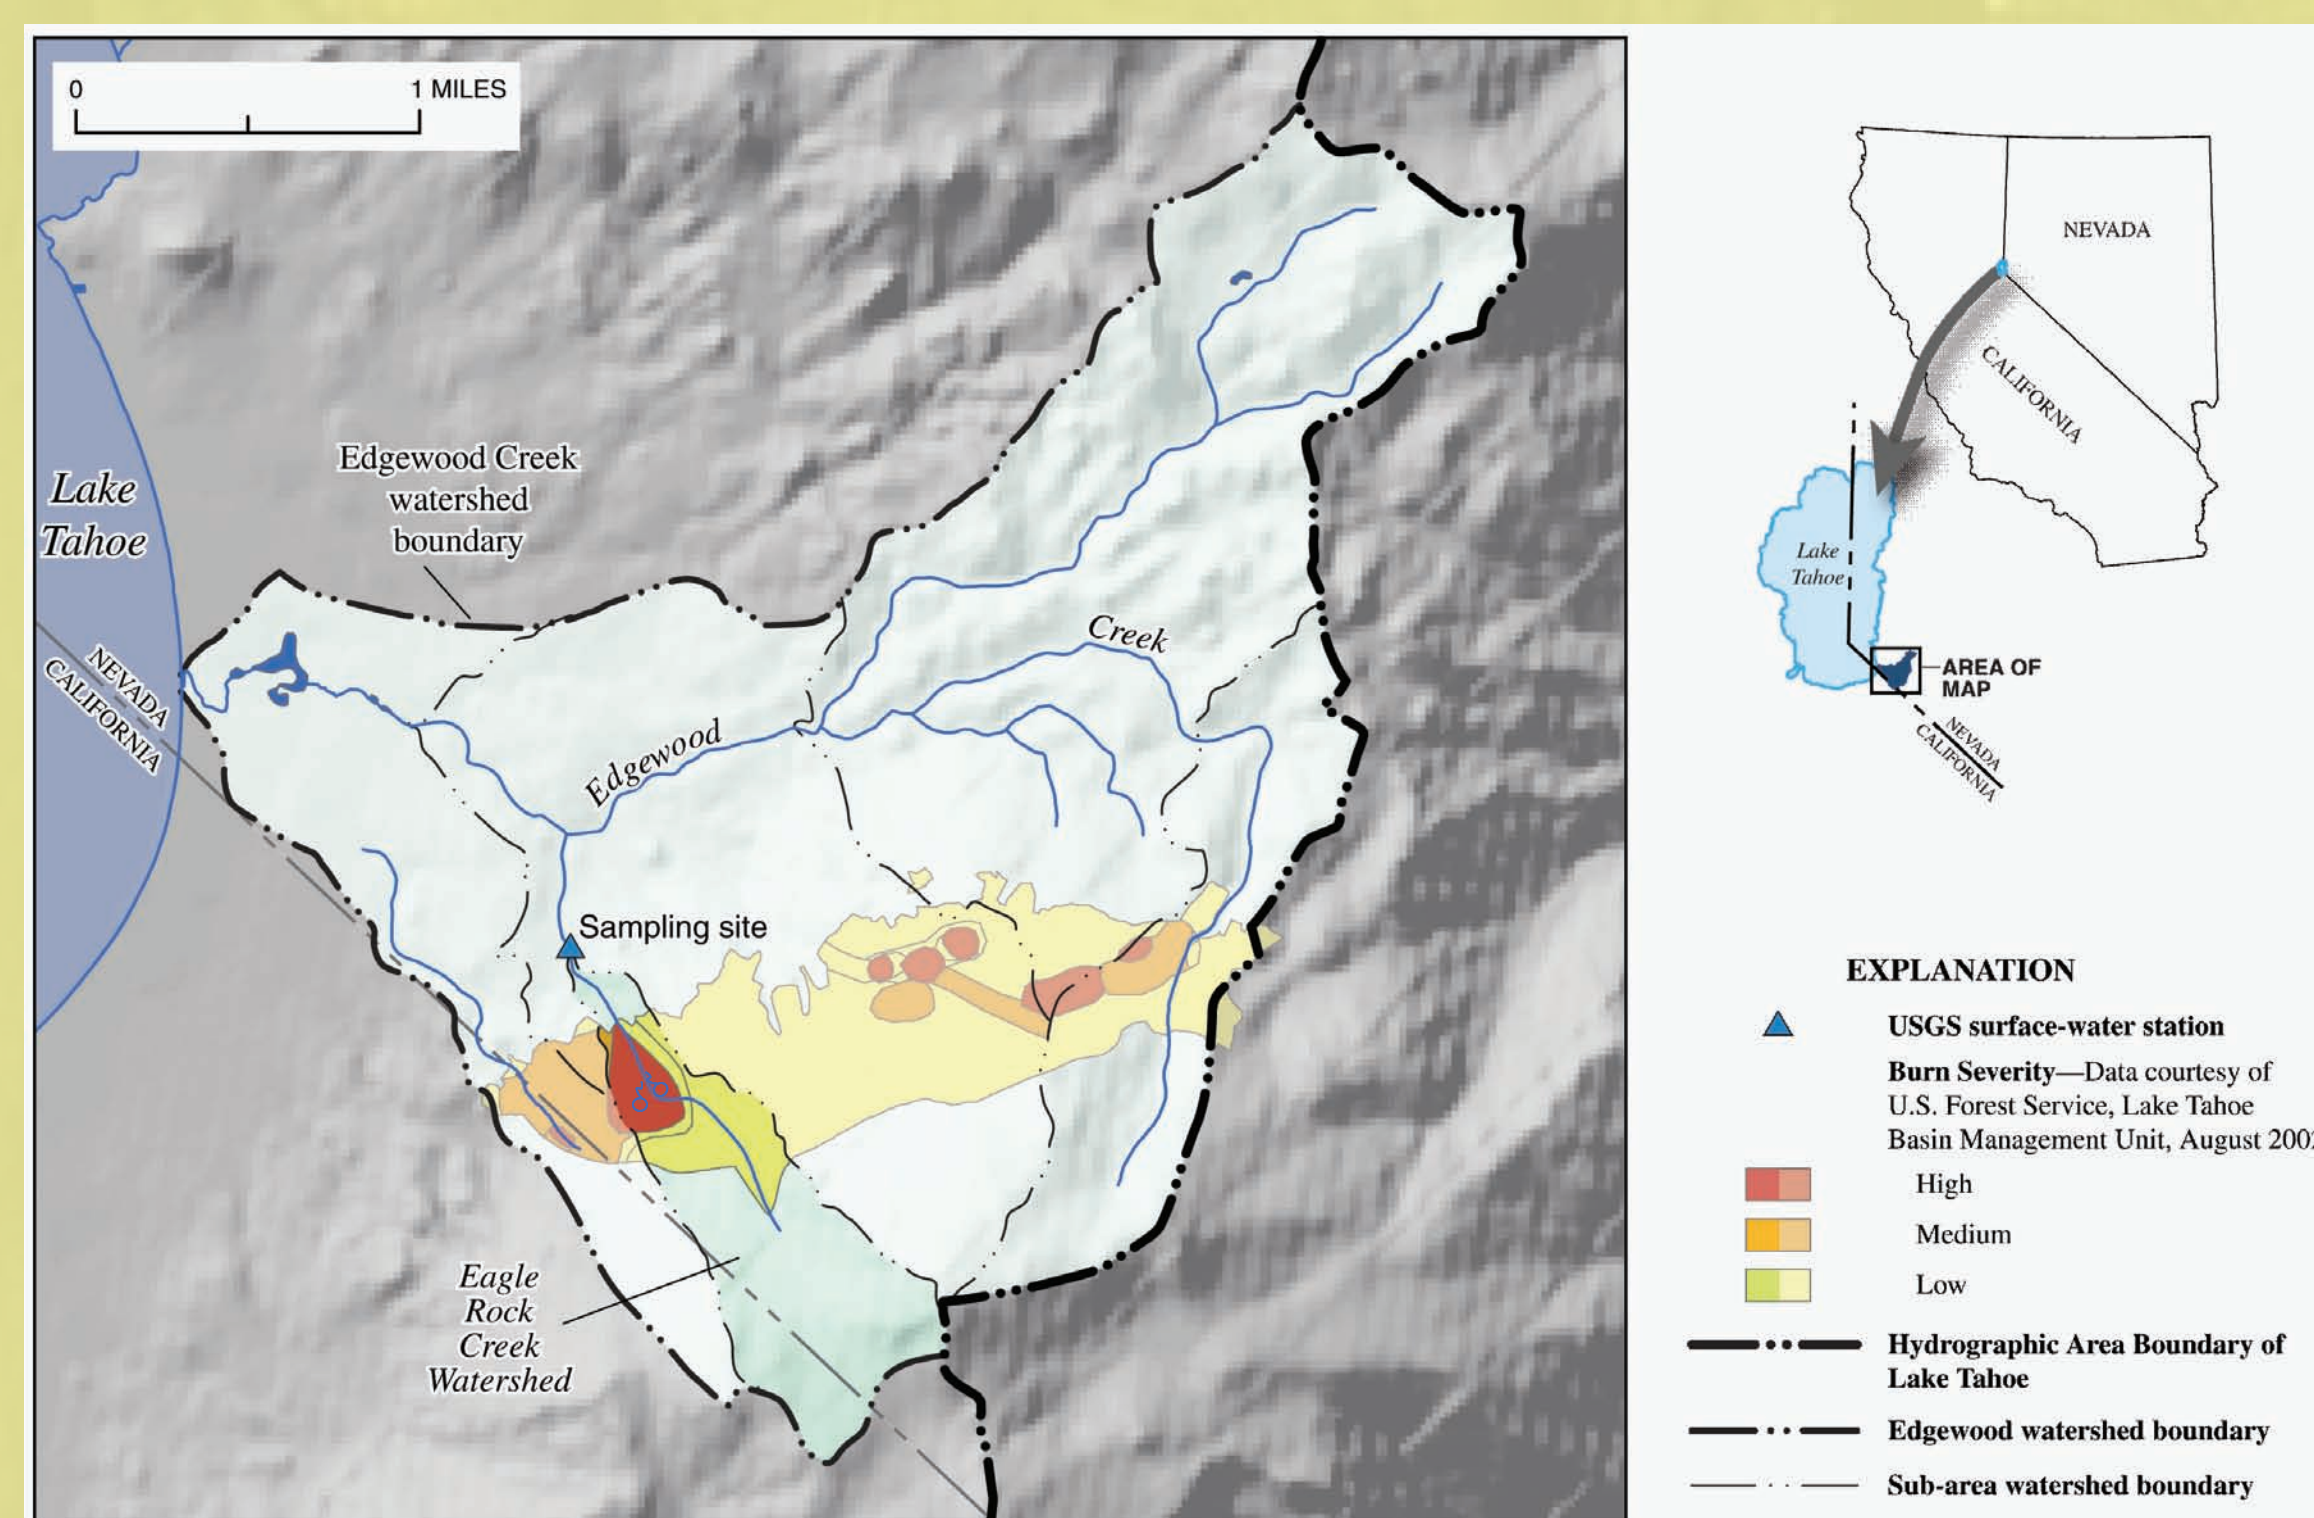 0 1 MILES
Lake
Tahoe
Edgewood Creek
watershed
boundary
NEVADA
CALIFORNIA
Edgewood
Creek
Sampling site
Eagle
Rock
Creek
Watershed
NEVADA
CALIFORNIA
Lake
Tahoe
AREA OF
MAP
NEVADA
CALIFORNIA
EXPLANATION
USGS surface-water station
Burn Severity—Data courtesy of
U.S. Forest Service, Lake Tahoe
Basin Management Unit, August
High
Medium
Low
Hydrographic Area Boundary of
Lake Tahoe
Edgewood watershed boundary
Sub-area watershed boundary